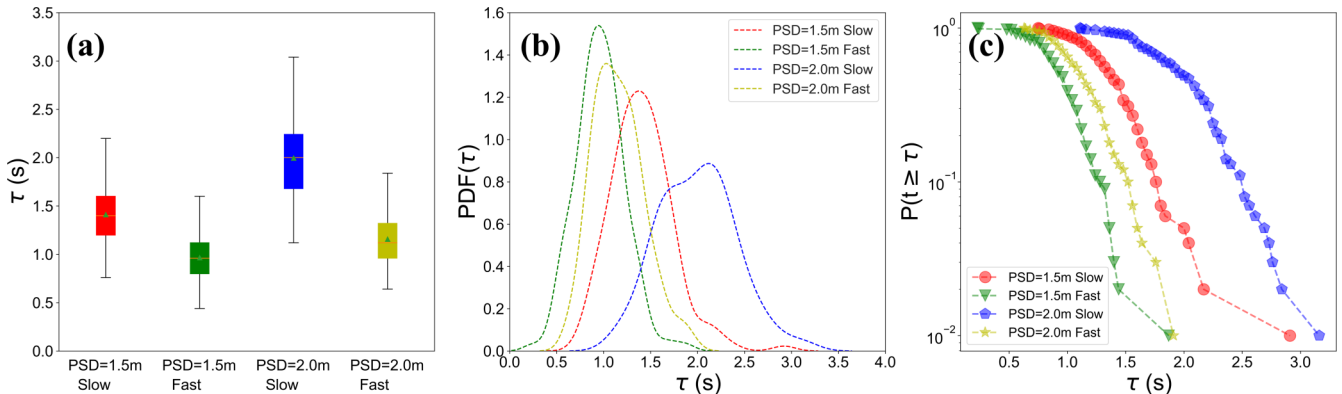 (a)
τ (s)
3.5
3.0
2.5
2.0
1.5
1.0
0.5
0.0
PSD=1.5m PSD=1.5m PSD=2.0m PSD=2.0m
Slow Fast Slow Fast
(b)
PDF(τ)
1.6
1.4
1.2
1.0
0.8
0.6
0.4
0.2
0.0
0.0 0.5 1.0 1.5 2.0 2.5 3.0 3.5 4.0
τ (s)
PSD=1.5m Slow
PSD=1.5m Fast
PSD=2.0m Slow
PSD=2.0m Fast
(c)
P(t ≥ τ)
10⁰
10⁻¹
10⁻²
0.5 1.0 1.5 2.0 2.5 3.0
τ (s)
PSD=1.5m Slow
PSD=1.5m Fast
PSD=2.0m Slow
PSD=2.0m Fast